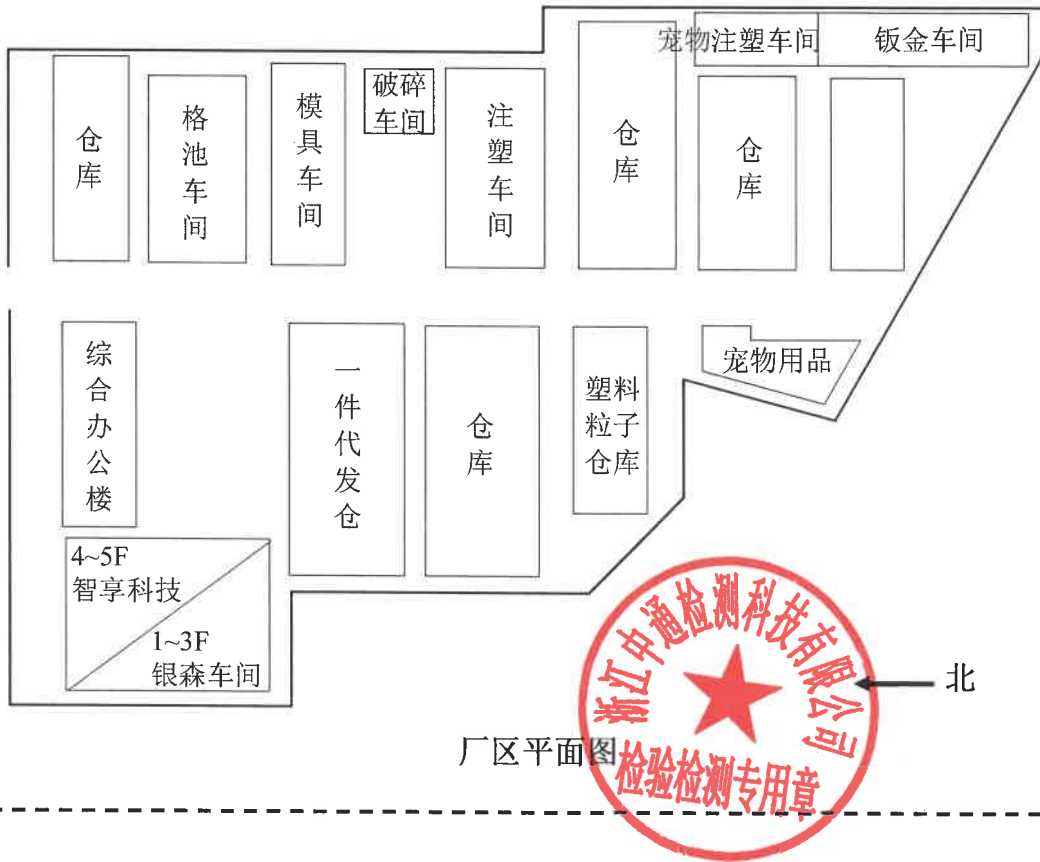 宠物注塑车间
钣金车间
仓库
格池车间
模具车间
破碎
车间
注塑车间
仓库
仓库
综合办公楼
一件代发仓
仓库
塑料
粒子
仓库
宠物用品
4~5F
智享科技
1~3F
银森车间
浙江中通检测科技有限公司
检验检测专用章
北
厂区平面图